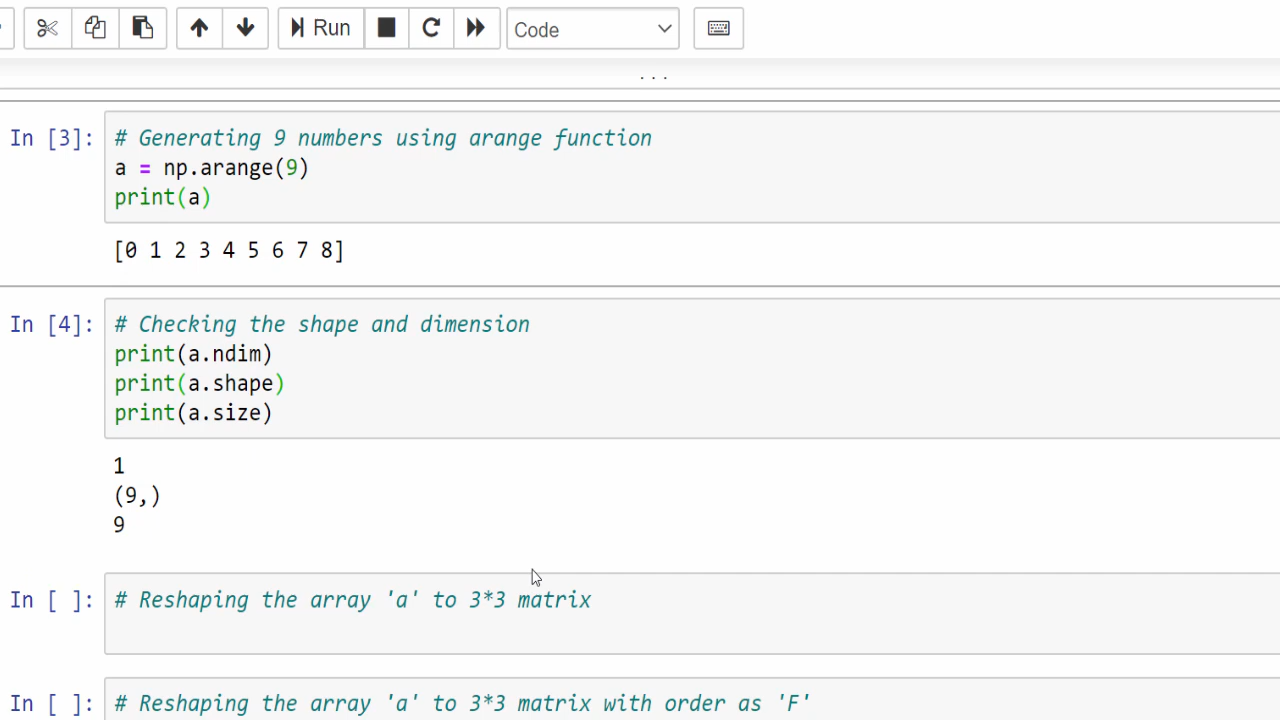 Run
Code
...
In [3]:
# Generating 9 numbers using arange function
a = np.arange(9)
print(a)
[0 1 2 3 4 5 6 7 8]
In [4]:
# Checking the shape and dimension
print(a.ndim)
print(a.shape)
print(a.size)
1
(9,)
9
In [ ]:
# Reshaping the array 'a' to 3*3 matrix
In [ ]:
# Reshaping the array 'a' to 3*3 matrix with order as 'F'